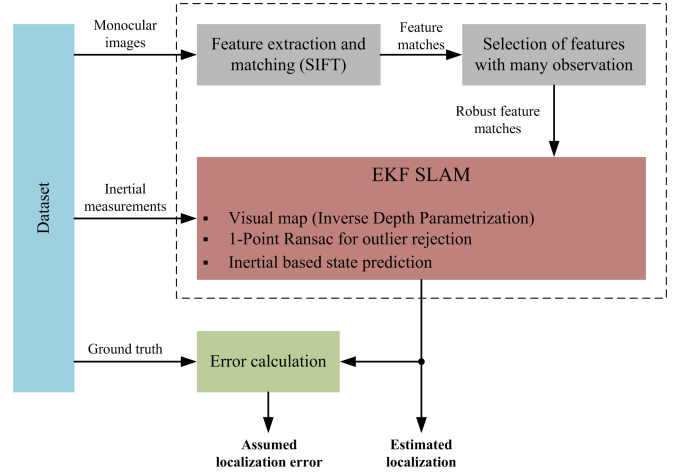 Monocular
images
Feature extraction and
matching (SIFT)
Feature
matches
Selection of features
with many observation
Robust feature
matches
Dataset
Inertial
measurements
EKF SLAM
▪ Visual map (Inverse Depth Parametrization)
▪ 1-Point Ransac for outlier rejection
▪ Inertial based state prediction
Ground truth
Error calculation
Assumed
localization error
Estimated
localization